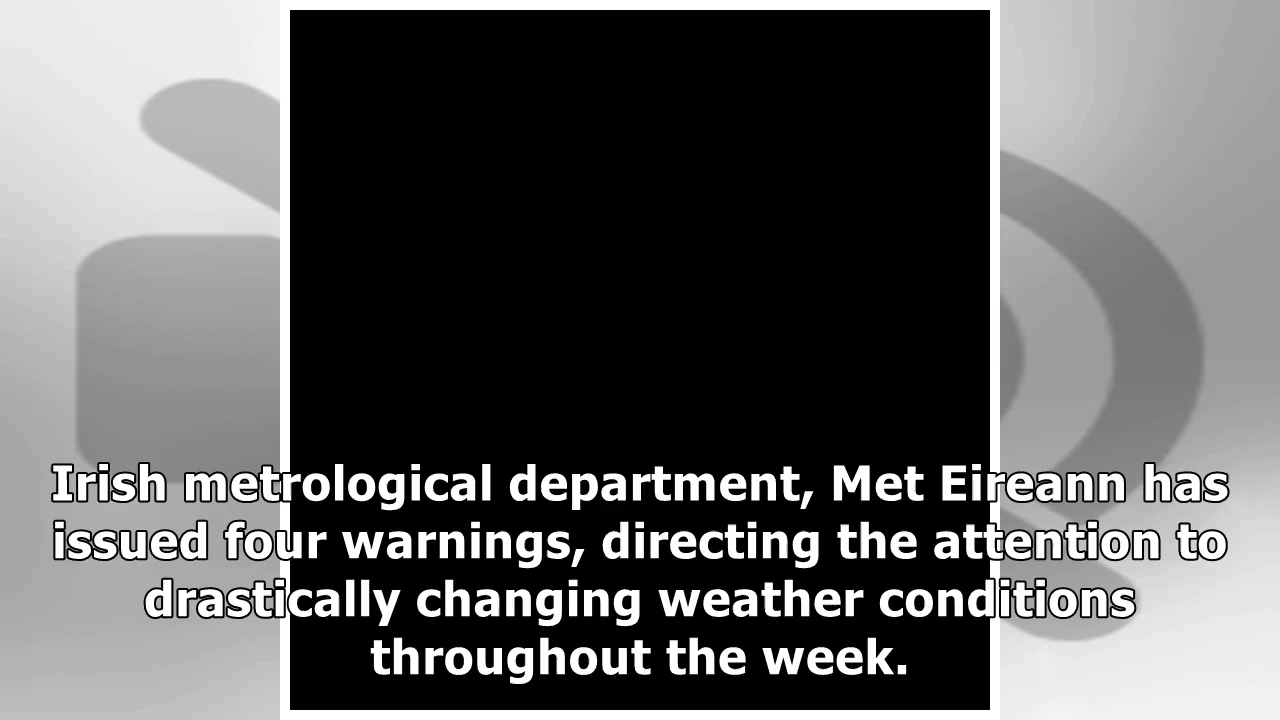 Irish metrological department, Met Eireann has
issued four warnings, directing the attention to
drastically changing weather conditions
throughout the week.